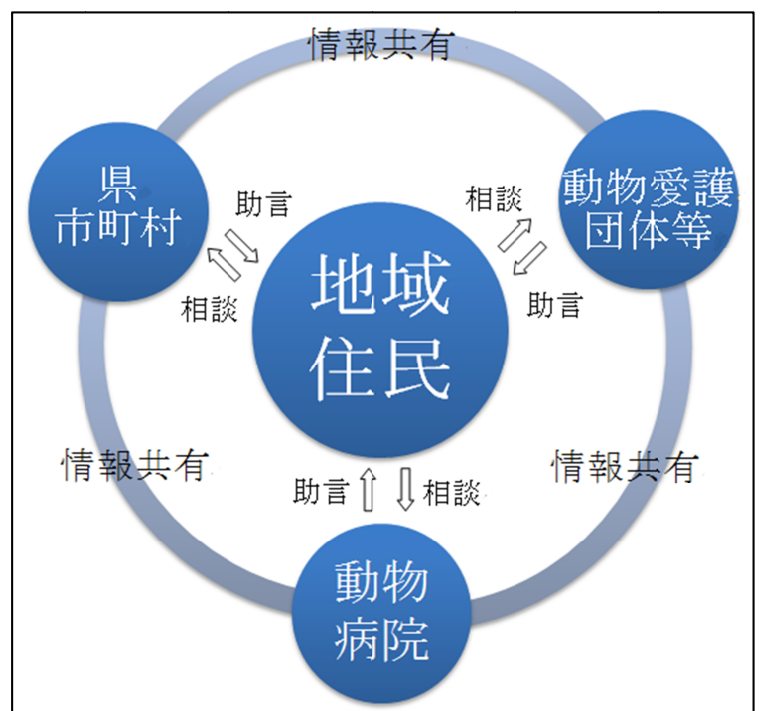 情報共有
県
市町村
助言
相談
動物愛護
団体等
相談
助言
地域
住民
情報共有
情報共有
助言
相談
動物
病院